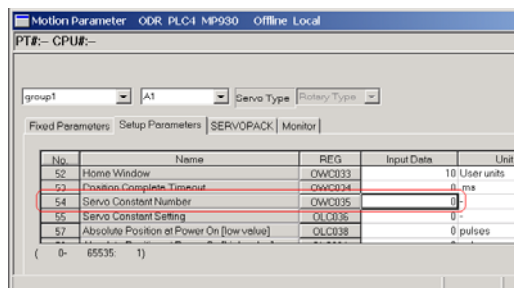 Motion Parameter ODR PLC4 MP930 Offline Local
PT#:– CPU#:–
group1 A1 Servo Type Rotary Type
Fixed Parameters Setup Parameters SERVOPACK Monitor
No. Name REG Input Data Unit
52 Home Window OWC033 10 User units
53 Position Complete Timeout OWC034 0 ms
54 Servo Constant Number OWC035 0 -
55 Servo Constant Setting OLC036 0 -
57 Absolute Position at Power On [low value] OLC038 0 pulses
( 0- 65535: 1)